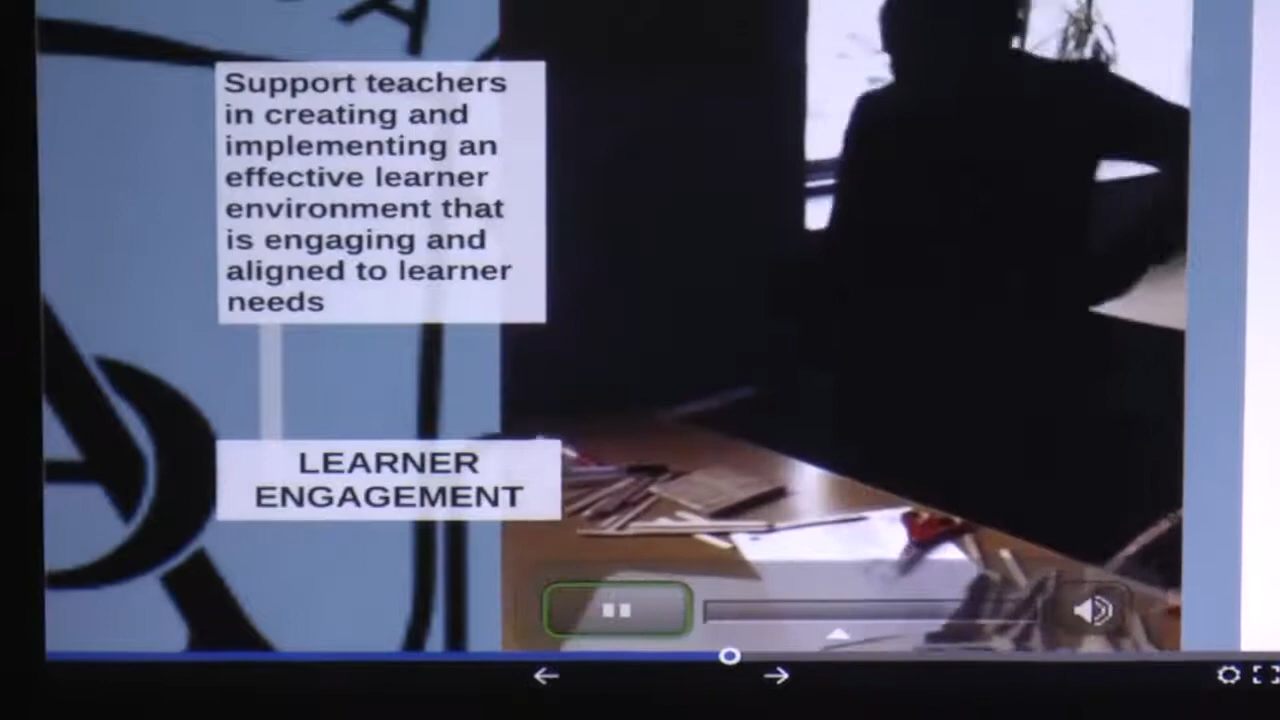 Support teachers
in creating and
implementing an
effective learner
environment that
is engaging and
aligned to learner
needs
LEARNER
ENGAGEMENT